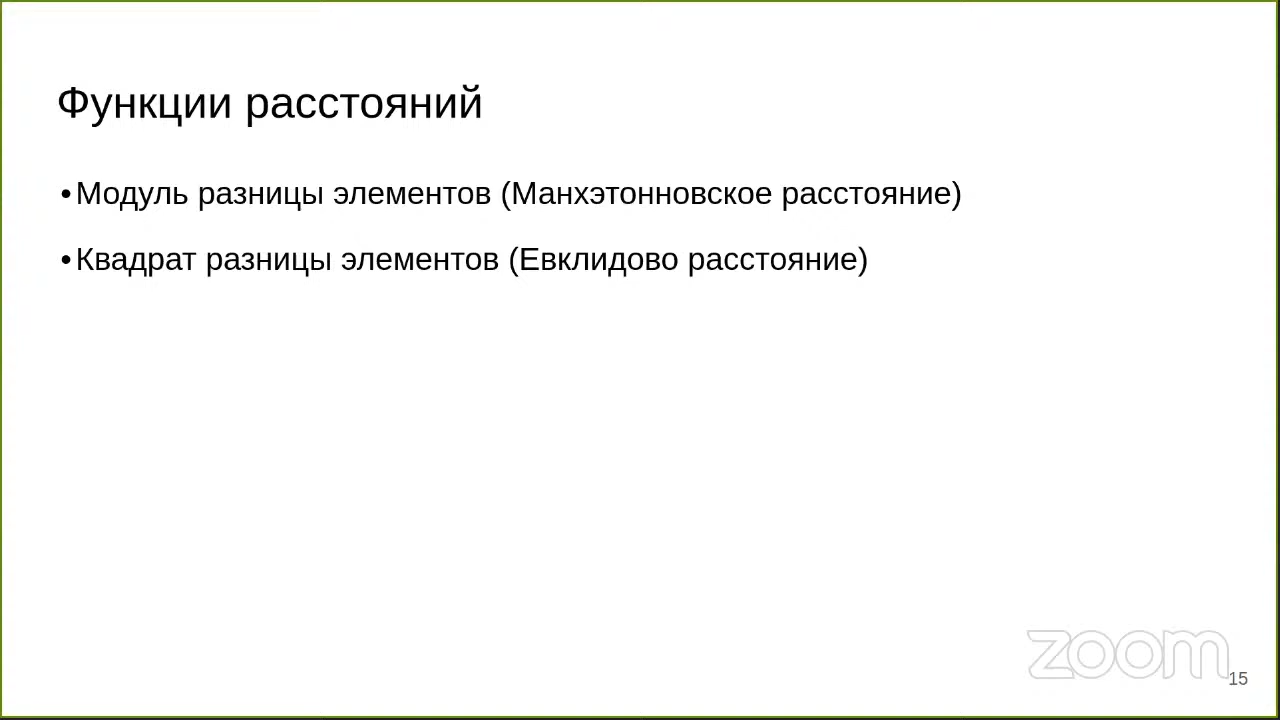 Функции расстояний
•Модуль разницы элементов (Манхэтонновское расстояние)
•Квадрат разницы элементов (Евклидово расстояние)
zoom
15